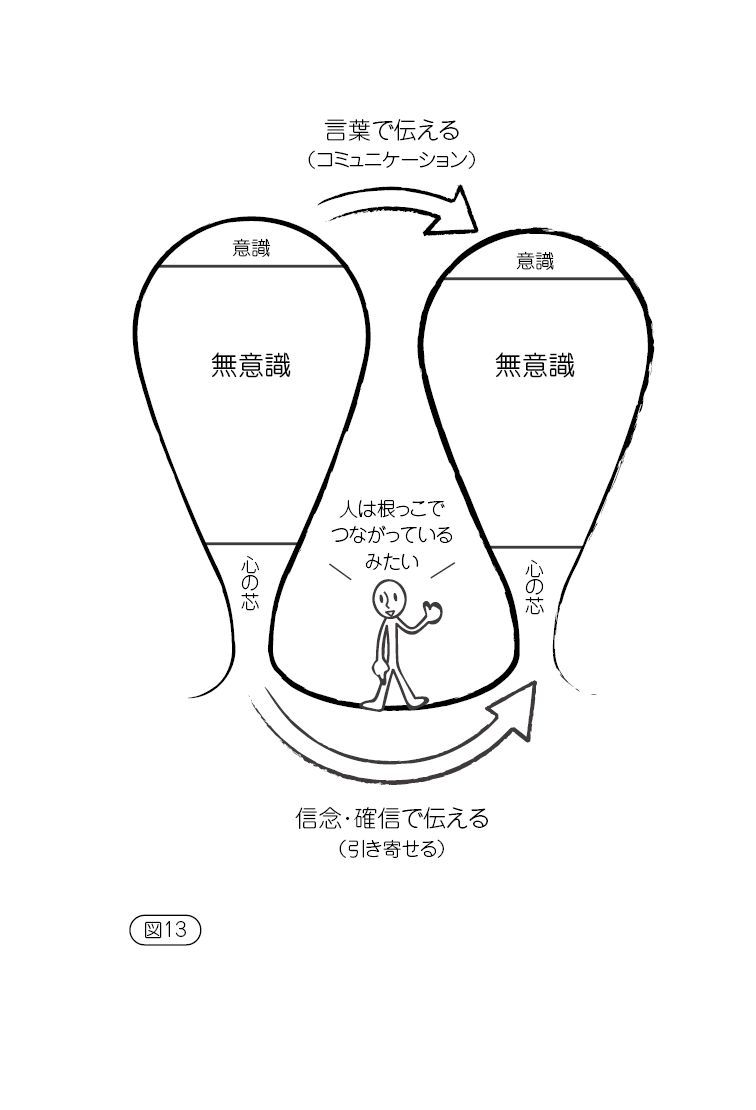 言葉で伝える
（コミュニケーション）
意識
意識
無意識
無意識
人は根っこで
つながっている
みたい
心の芯
心の芯
信念・確信で伝える
（引き寄せる）
図13